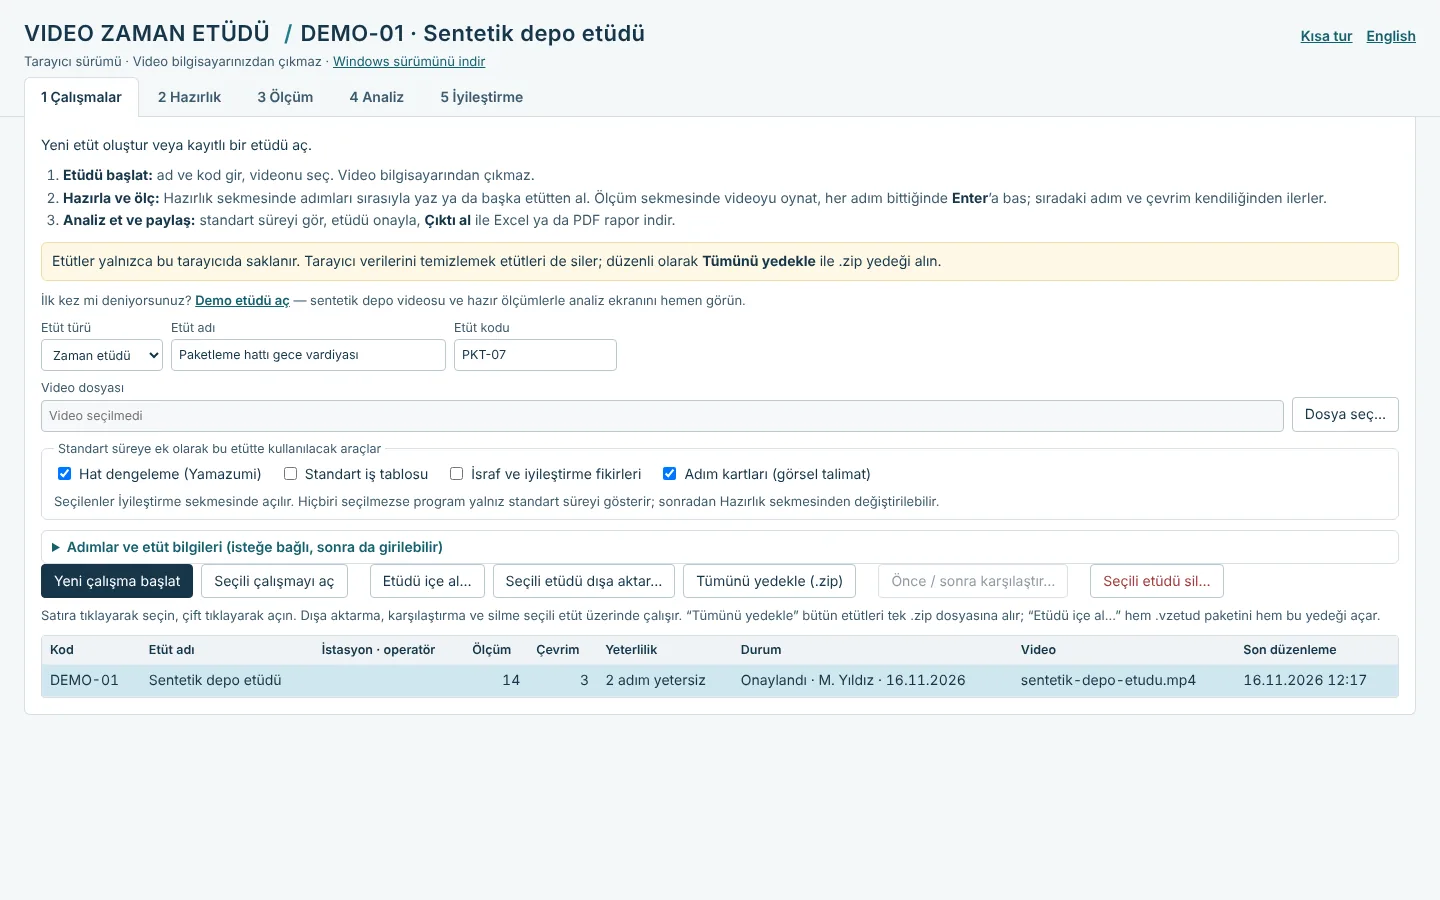 VIDEO ZAMAN ETÜDÜ / DEMO-01 · Sentetik depo etüdü
Kısa tur English
Tarayıcı sürümü · Video bilgisayarınızdan çıkmaz · Windows sürümünü indir
1 Çalışmalar 2 Hazırlık 3 Ölçüm 4 Analiz 5 İyileştirme
Yeni etüt oluştur veya kayıtlı bir etüdü aç.
1. Etüdü başlat: ad ve kod gir, videonu seç. Video bilgisayarından çıkmaz.
2. Hazırla ve ölç: Hazırlık sekmesinde adımları sırasıyla yaz ya da başka etütten al. Ölçüm sekmesinde videoyu oynat, her adım bittiğinde Enter'a bas; sıradaki adım ve çevrim kendiliğinden ilerler.
3. Analiz et ve paylaş: standart süreyi gör, etüdü onayla, Çıktı al ile Excel ya da PDF rapor indir.
Etütler yalnızca bu tarayıcıda saklanır. Tarayıcı verilerini temizlemek etütleri de siler; düzenli olarak Tümünü yedekle ile .zip yedeği alın.
İlk kez mi deniyorsunuz? Demo etüdü aç — sentetik depo videosu ve hazır ölçümlerle analiz ekranını hemen görün.
Etüt türü Etüt adı Etüt kodu
Zaman etüdü Paketleme hattı gece vardiyası PKT-07
Video dosyası
Video seçilmedi Dosya seç...
Standart süreye ek olarak bu etütte kullanılacak araçlar
Hat dengeleme (Yamazumi) Standart iş tablosu İsraf ve iyileştirme fikirleri Adım kartları (görsel talimat)
Seçilenler İyileştirme sekmesinde açılır. Hiçbiri seçilmezse program yalnız standart süreyi gösterir; sonradan Hazırlık sekmesinden değiştirilebilir.
Adımlar ve etüt bilgileri (isteğe bağlı, sonra da girilebilir)
Yeni çalışma başlat Seçili çalışmayı aç Etüdü içe al... Seçili etüdü dışa aktar... Tümünü yedekle (.zip) Önce / sonra karşılaştır... Seçili etüdü sil...
Satıra tıklayarak seçin, çift tıklayarak açın. Dışa aktarma, karşılaştırma ve silme seçili etüt üzerinde çalışır. “Tümünü yedekle” bütün etütleri tek .zip dosyasına alır; “Etüdü içe al...” hem .vzetud paketini hem bu yedeği açar.
Kod Etüt adı İstasyon · operatör Ölçüm Çevrim Yeterlilik Durum Video Son düzenleme
DEMO-01 Sentetik depo etüdü 14 3 2 adım yetersiz Onaylandı · M. Yıldız · 16.11.2026 sentetik-depo-etudu.mp4 16.11.2026 12:17